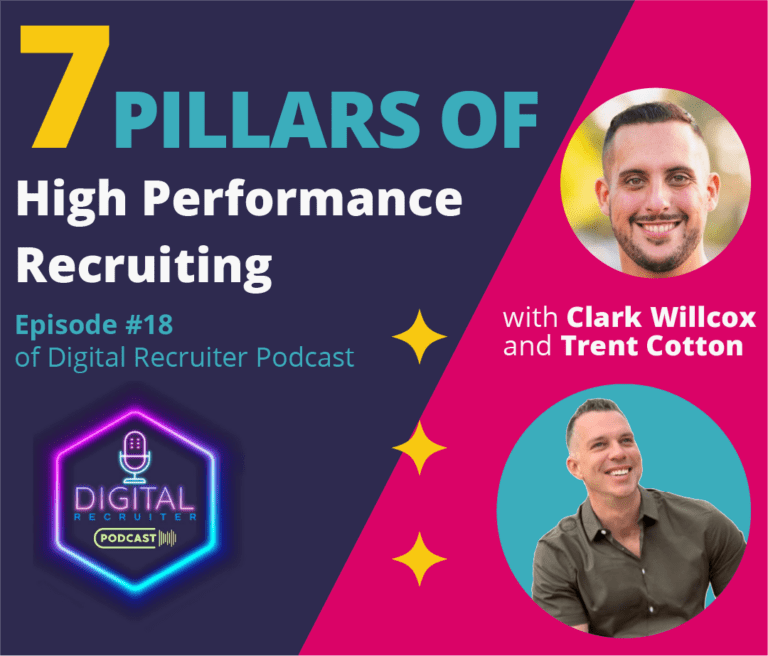 7 PILLARS OF
High Performance
Recruiting
Episode #18
of Digital Recruiter Podcast
with Clark Willcox
and Trent Cotton
DIGITAL
RECRUITER
PODCAST